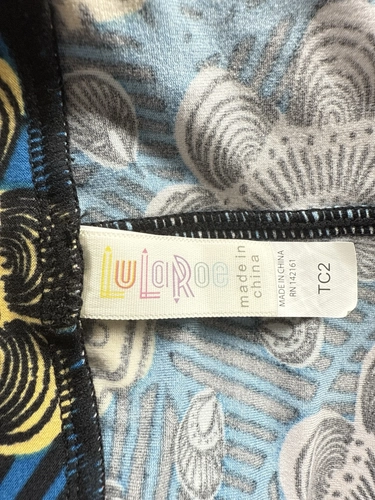 LuLaRoe
made in
china
MADE IN CHINA
RN 142161
TC2